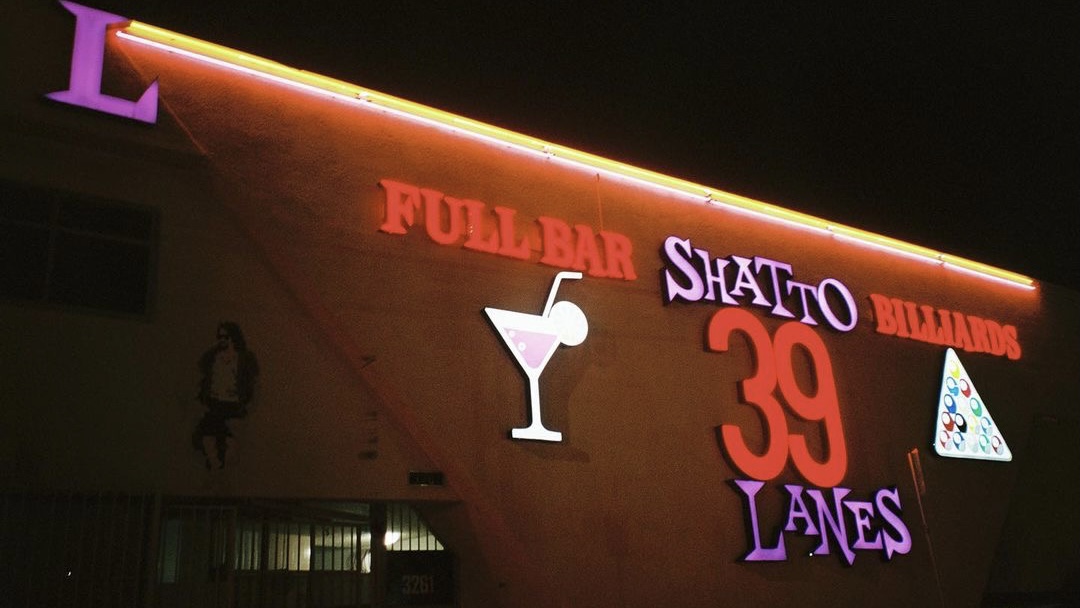 L
FULL BAR
SHATTO
39
LANES
BILLIARDS
3261